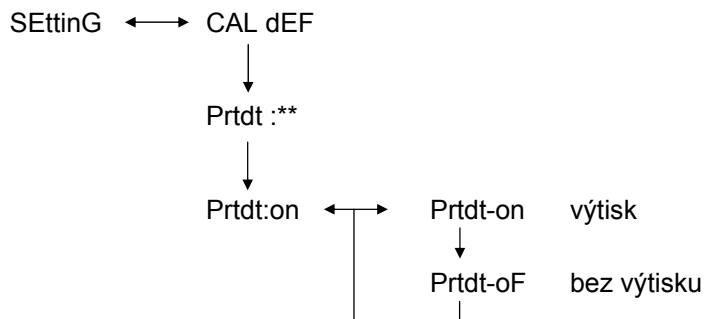 SEttinG CAL dEF
Prtdt :**
Prtdt:on Prtdt-on výtisk
Prtdt-oF bez výtisku